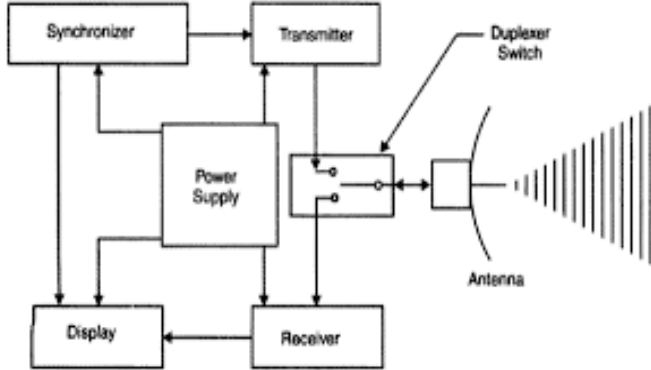 Synchronizer
Transmitter
Duplexer
Switch
Power
Supply
Antenna
Display
Receiver